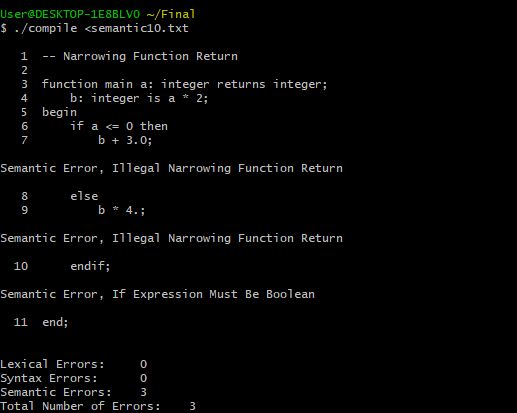 User@DESKTOP-1E8BLVO ~/Final
$ ./compile <semantic10.txt
1 -- Narrowing Function Return
2
3 function main a: integer returns integer;
4 b: integer is a * 2;
5 begin
6 if a <= 0 then
7 b + 3.0;
Semantic Error, Illegal Narrowing Function Return
8 else
9 b * 4.;
Semantic Error, Illegal Narrowing Function Return
10 endif;
Semantic Error, If Expression Must Be Boolean
11 end;
Lexical Errors: 0
Syntax Errors: 0
Semantic Errors: 3
Total Number of Errors: 3